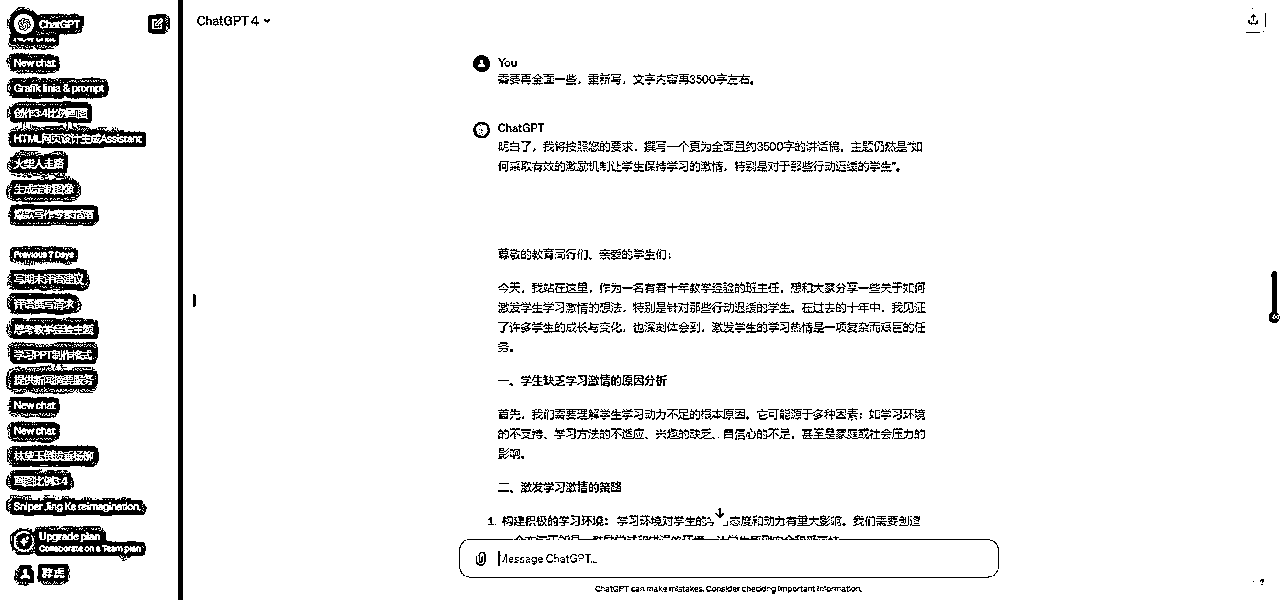 ChatGPT
New chat
Grafik linia & prompt
创作3:4比例画图
HTML网页设计生成Assistant
火柴人走路
生成定制图像
爆款写作专家指南
Previous 7 Days
写期末评语建议
评语撰写请求
思考教学经验主题
学习PPT制作格式
提供新闻摘要服务
New chat
New chat
林黛玉倒拔垂杨柳
画图比例3:4
Sniper Jing Ke reimagination.
Upgrade plan
Collaborate on a Team plan
ChatGPT 4
You
需要再全面一些，重新写，文字内容再3500字左右。
ChatGPT
明白了，我将按照您的要求，撰写一个更为全面且约3500字的讲话稿，主题仍然是“如
何采取有效的激励机制让学生保持学习的激情，特别是对于那些行动迟缓的学生”。
尊敬的教育同行们、亲爱的学生们：
今天，我站在这里，作为一名有着十年教学经验的班主任，想和大家分享一些关于如何
激发学生学习激情的想法，特别是针对那些行动迟缓的学生。在过去的十年中，我见证
了许多学生的成长与变化，也深刻体会到，激发学生的学习热情是一项复杂而艰巨的任
务。
一、学生缺乏学习激情的原因分析
首先，我们需要理解学生学习动力不足的根本原因。它可能源于多种因素：如学习环境
的不支持、学习方法的不适应、兴趣的缺乏、自信心的不足，甚至是家庭或社会压力的
影响。
二、激发学习激情的策略
1. 构建积极的学习环境：学习环境对学生的态度和动力有重大影响。我们需要创造
Message ChatGPT...
ChatGPT can make mistakes. Consider checking important information.
?